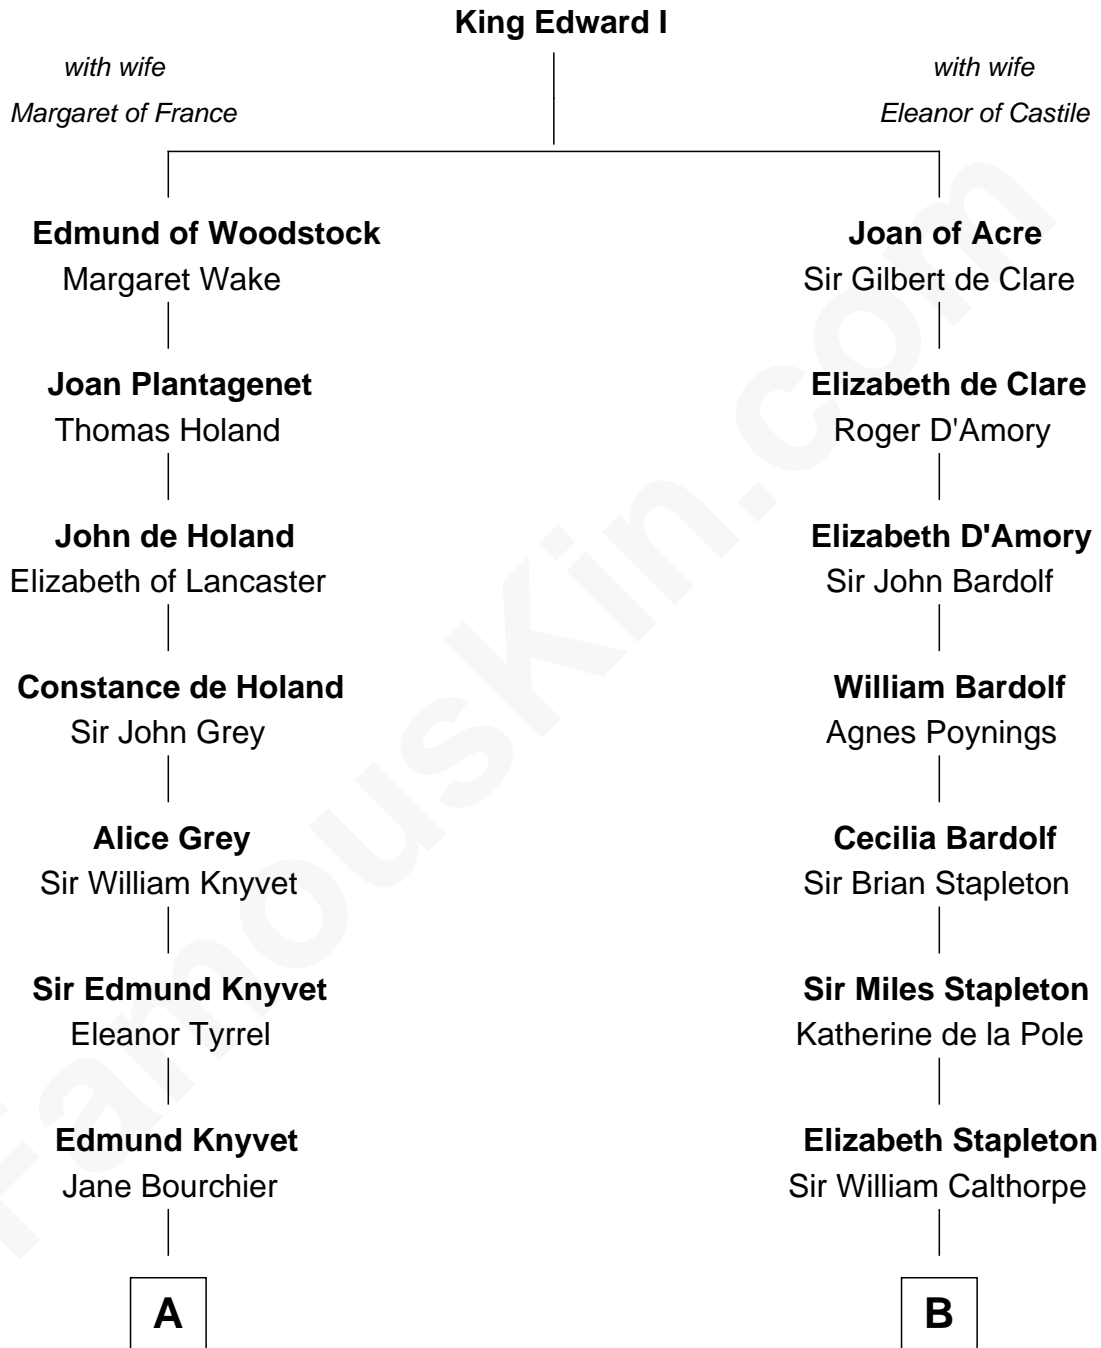 King Edward I
with wife
Margaret of France
with wife
Eleanor of Castile
Edmund of Woodstock
Margaret Wake
Joan of Acre
Sir Gilbert de Clare
Joan Plantagenet
Thomas Holand
Elizabeth de Clare
Roger D'Amory
John de Holand
Elizabeth of Lancaster
Elizabeth D'Amory
Sir John Bardolf
Constance de Holand
Sir John Grey
William Bardolf
Agnes Poynings
Alice Grey
Sir William Knyvet
Cecilia Bardolf
Sir Brian Stapleton
Sir Edmund Knyvet
Eleanor Tyrrel
Sir Miles Stapleton
Katherine de la Pole
Edmund Knyvet
Jane Bourchier
Elizabeth Stapleton
Sir William Calthorpe
A
B
FamousKin.com